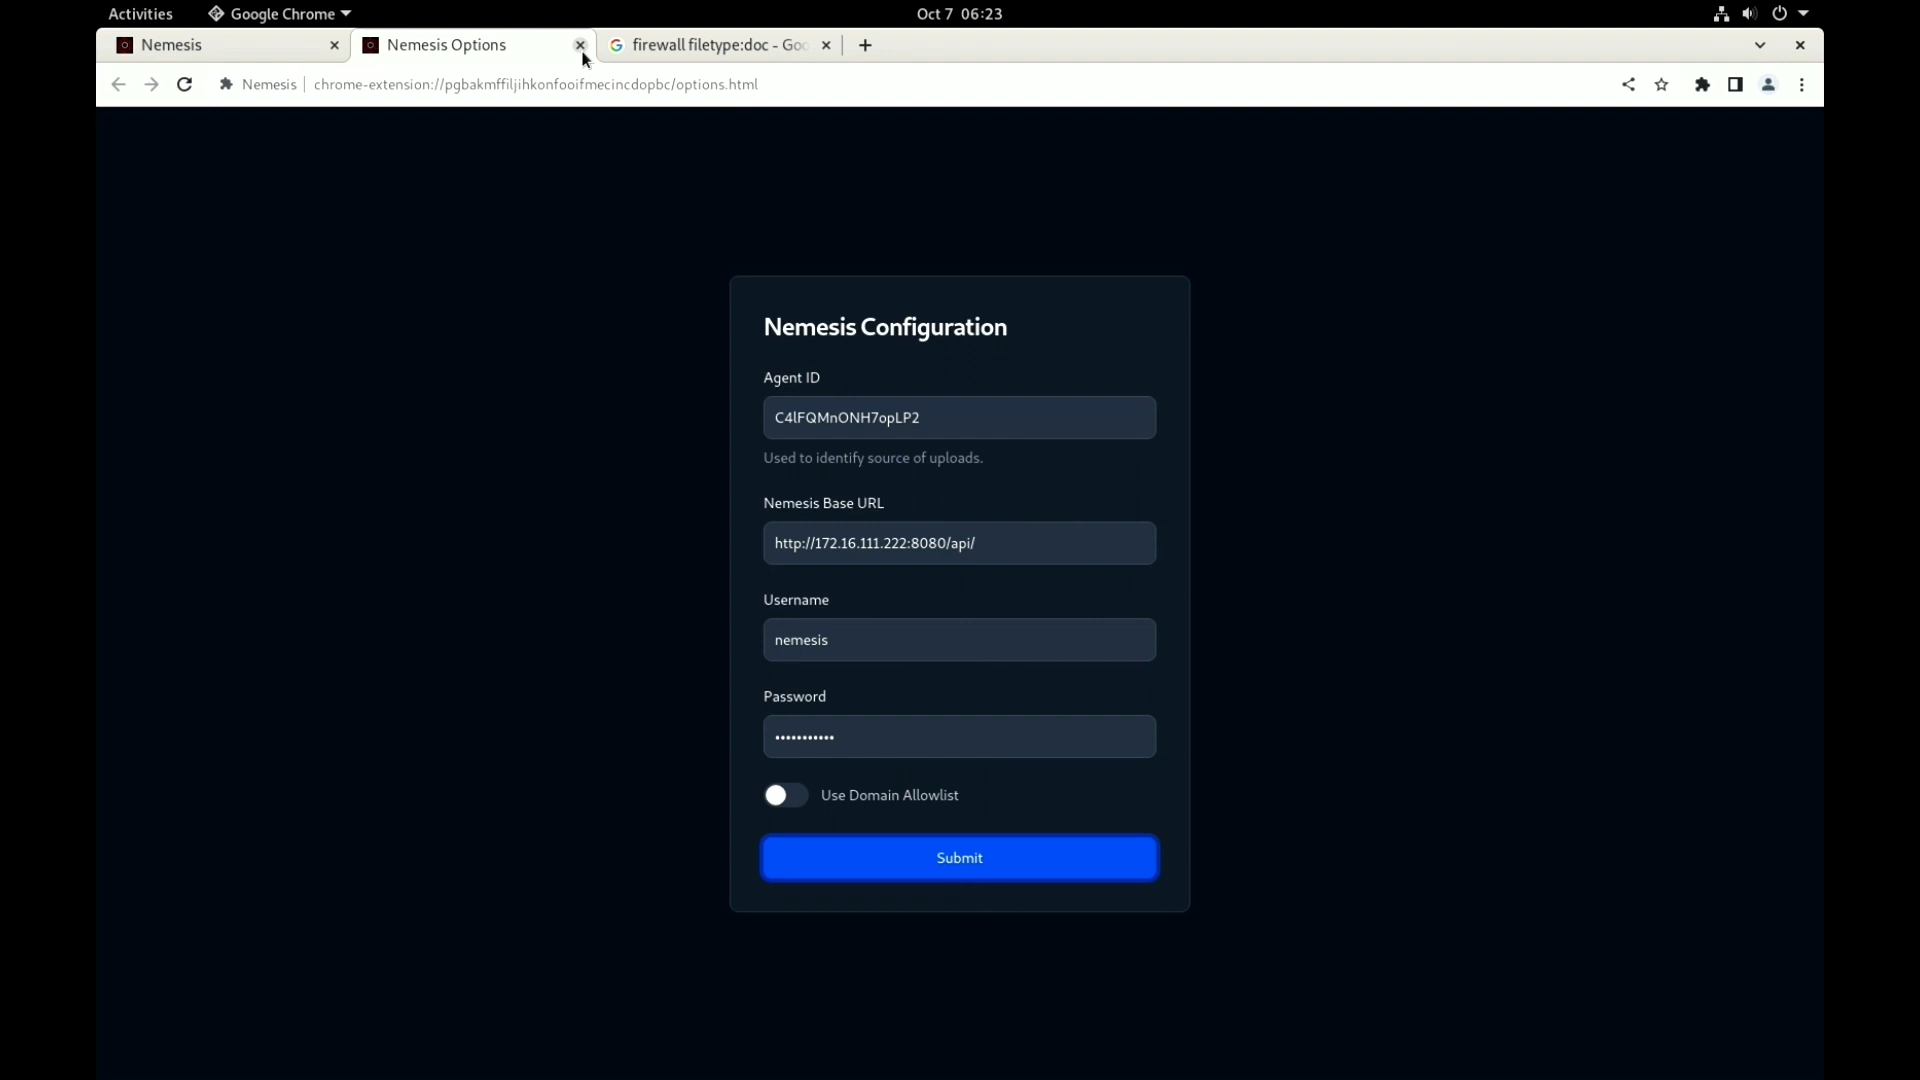 Activities
Google Chrome
Oct 7 06:23
Nemesis
Nemesis Options
firewall filetype:doc - Goo
Nemesis
chrome-extension://pgbakmffiljihkonfooifmecincdopbc/options.html
Nemesis Configuration
Agent ID
C4lFQMnONH7opLP2
Used to identify source of uploads.
Nemesis Base URL
http://172.16.111.222:8080/api/
Username
nemesis
Password
•••••••••••
Use Domain Allowlist
Submit